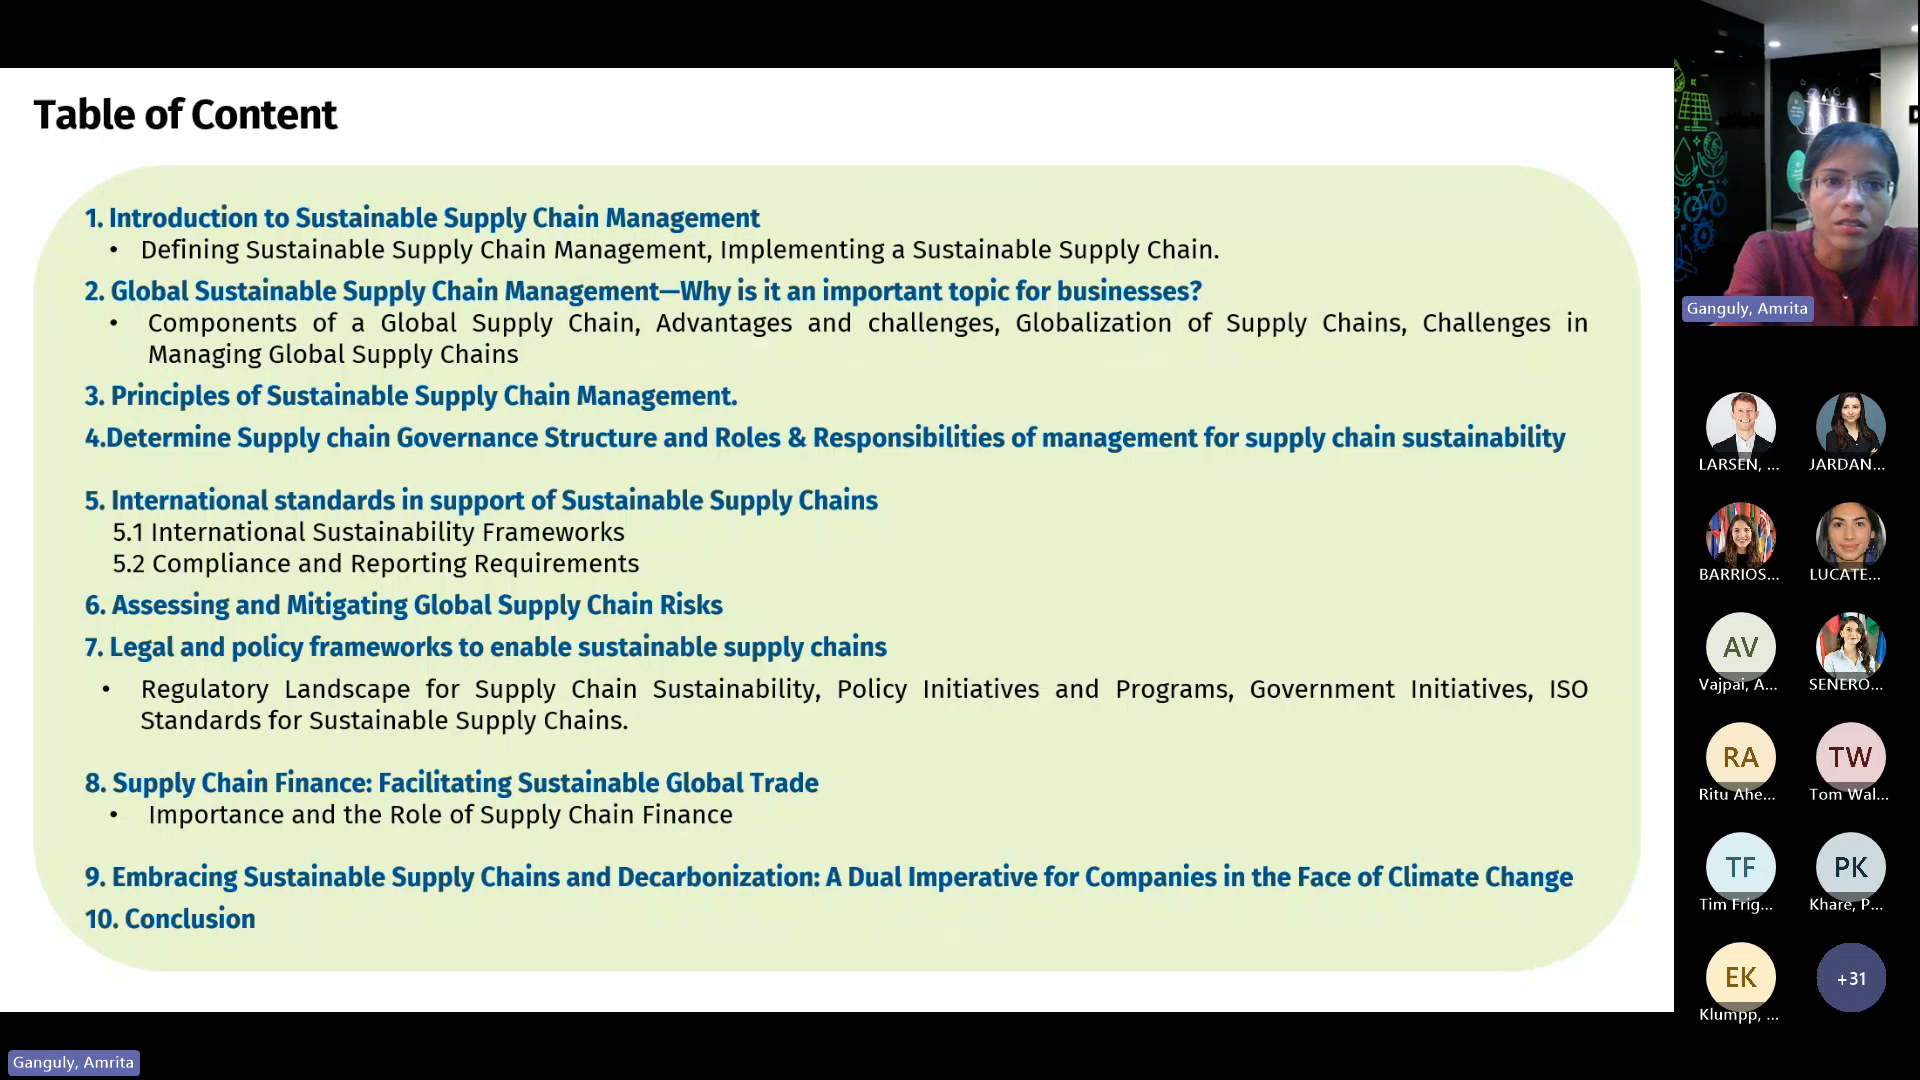 Table of Content
1. Introduction to Sustainable Supply Chain Management
• Defining Sustainable Supply Chain Management, Implementing a Sustainable Supply Chain.
2. Global Sustainable Supply Chain Management—Why is it an important topic for businesses?
• Components of a Global Supply Chain, Advantages and challenges, Globalization of Supply Chains, Challenges in
Managing Global Supply Chains
3. Principles of Sustainable Supply Chain Management.
4.Determine Supply chain Governance Structure and Roles & Responsibilities of management for supply chain sustainability
5. International standards in support of Sustainable Supply Chains
5.1 International Sustainability Frameworks
5.2 Compliance and Reporting Requirements
6. Assessing and Mitigating Global Supply Chain Risks
7. Legal and policy frameworks to enable sustainable supply chains
• Regulatory Landscape for Supply Chain Sustainability, Policy Initiatives and Programs, Government Initiatives, ISO
Standards for Sustainable Supply Chains.
8. Supply Chain Finance: Facilitating Sustainable Global Trade
• Importance and the Role of Supply Chain Finance
9. Embracing Sustainable Supply Chains and Decarbonization: A Dual Imperative for Companies in the Face of Climate Change
10. Conclusion
Ganguly, Amrita
D
Ganguly, Amrita
LARSEN, ...
JARDAN...
BARRIOS...
LUCATE...
AV
Vajpai, A...
SENERO...
RA
Ritu Ahe...
TW
Tom Wal...
TF
Tim Frig...
PK
Khare, P...
EK
Klumpp, ...
+31